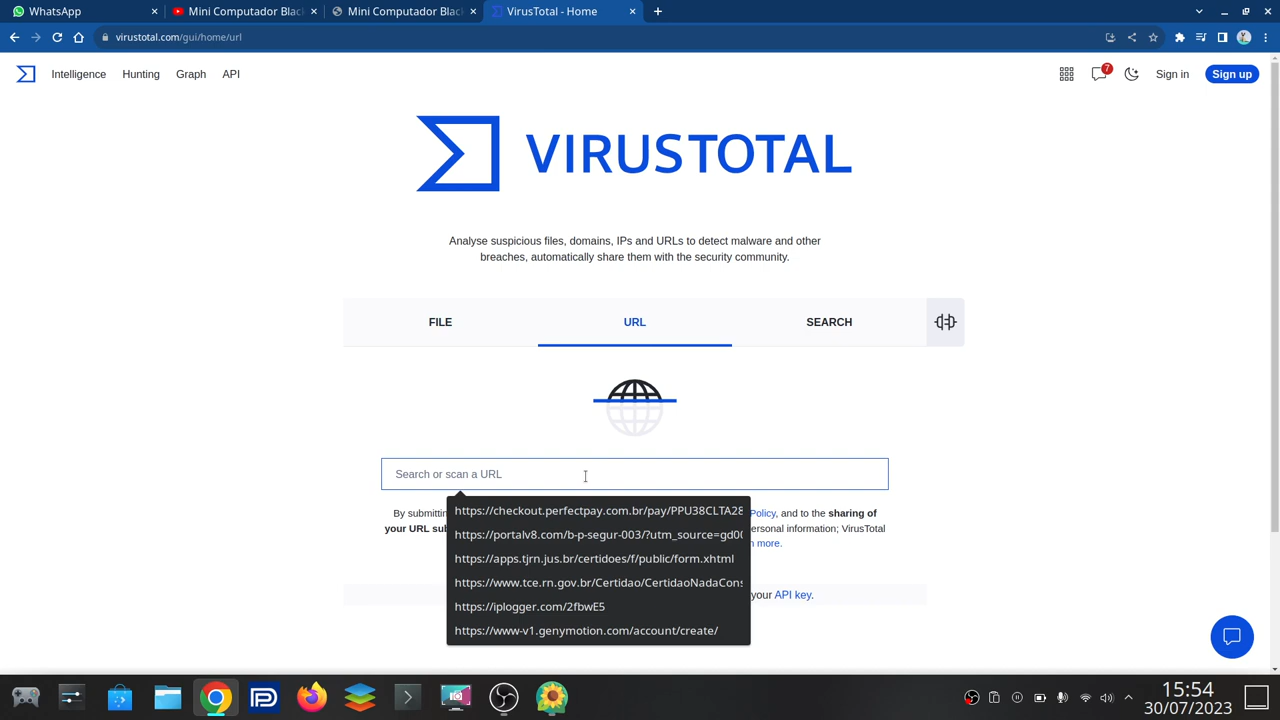 WhatsApp
Mini Computador Blac
Mini Computador Blac
VirusTotal - Home
virustotal.com/gui/home/url
Intelligence
Hunting
Graph
API
7
Sign in
Sign up
VIRUSTOTAL
Analyse suspicious files, domains, IPs and URLs to detect malware and other
breaches, automatically share them with the security community.
FILE
URL
SEARCH
Search or scan a URL
https://checkout.perfectpay.com.br/pay/PPU38CLTA28
By submittin
Policy, and to the sharing of
your URL sub
ersonal information; VirusTotal
https://portalv8.com/b-p-segur-003/?utm_source=gd00
more.
https://apps.tjrn.jus.br/certidoes/f/public/form.xhtml
https://www.tce.rn.gov.br/Certidao/CertidaoNadaCons
your API key.
https://iplogger.com/2fbwE5
https://www-v1.genymotion.com/account/create/
15:54
30/07/2023